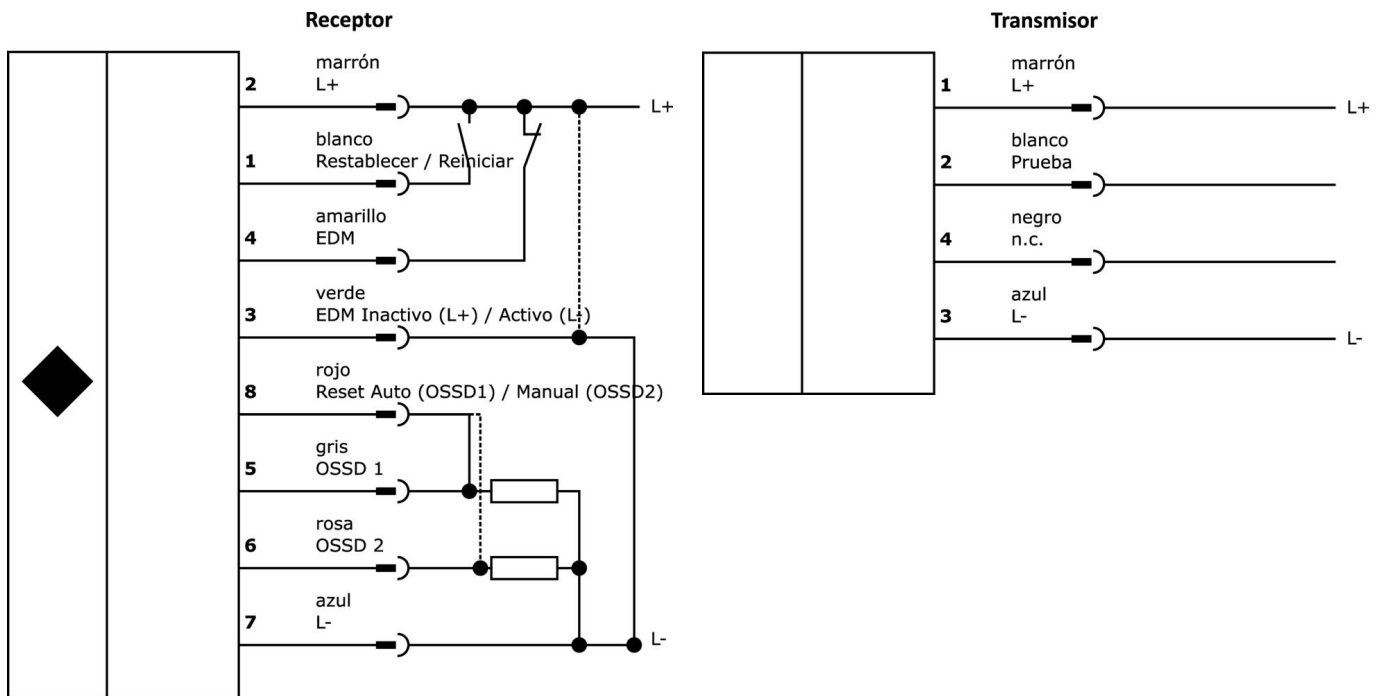 Receptor
2
marrón
L+
L+
1
blanco
Restablecer / Reiniciar
4
amarillo
EDM
3
verde
EDM Inactivo (L+) / Activo (L-)
8
rojo
Reset Auto (OSSD1) / Manual (OSSD2)
5
gris
OSSD 1
6
rosa
OSSD 2
7
azul
L-
L-
Transmisor
1
marrón
L+
L+
2
blanco
Prueba
4
negro
n.c.
3
azul
L-
L-